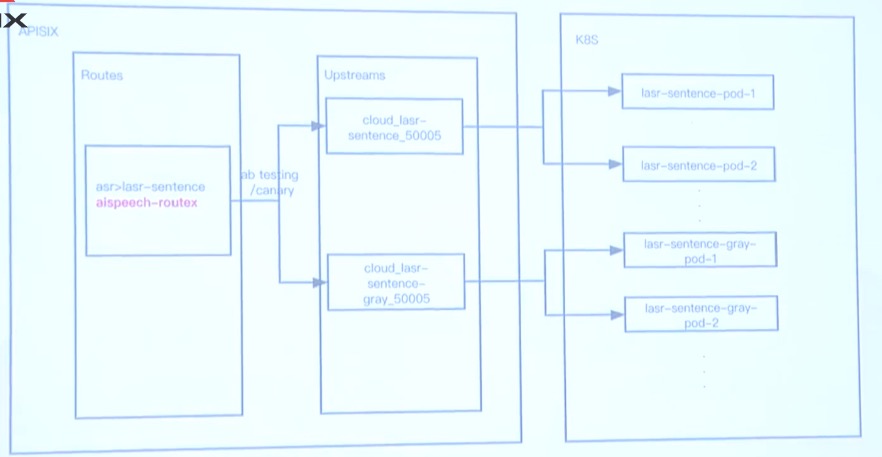 IX
APISIX
K8S
Routes
Upstreams
lasr-sentence-pod-1
cloud_lasr-
sentence_50005
lasr-sentence-pod-2
ab testing
/canary
asr>lasr-sentence
aispeech-routex
lasr-sentence-gray-
pod-1
cloud_lasr-
sentence-
gray_50005
lasr-sentence-gray-
pod-2